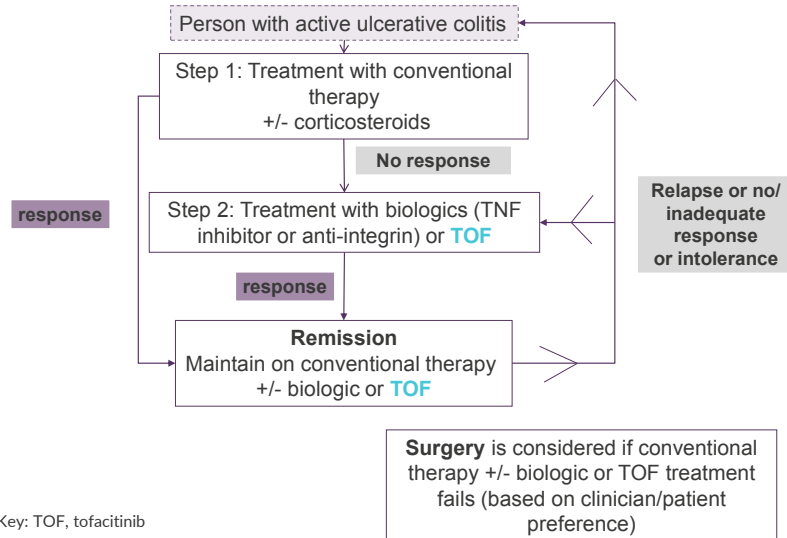 Person with active ulcerative colitis
Step 1: Treatment with conventional
therapy
+/- corticosteroids
No response
response
Step 2: Treatment with biologics (TNF
inhibitor or anti-integrin) or TOF
Relapse or no/
inadequate
response
or intolerance
response
Remission
Maintain on conventional therapy
+/- biologic or TOF
Surgery is considered if conventional
therapy +/- biologic or TOF treatment
fails (based on clinician/patient
preference)
Key: TOF, tofacitinib